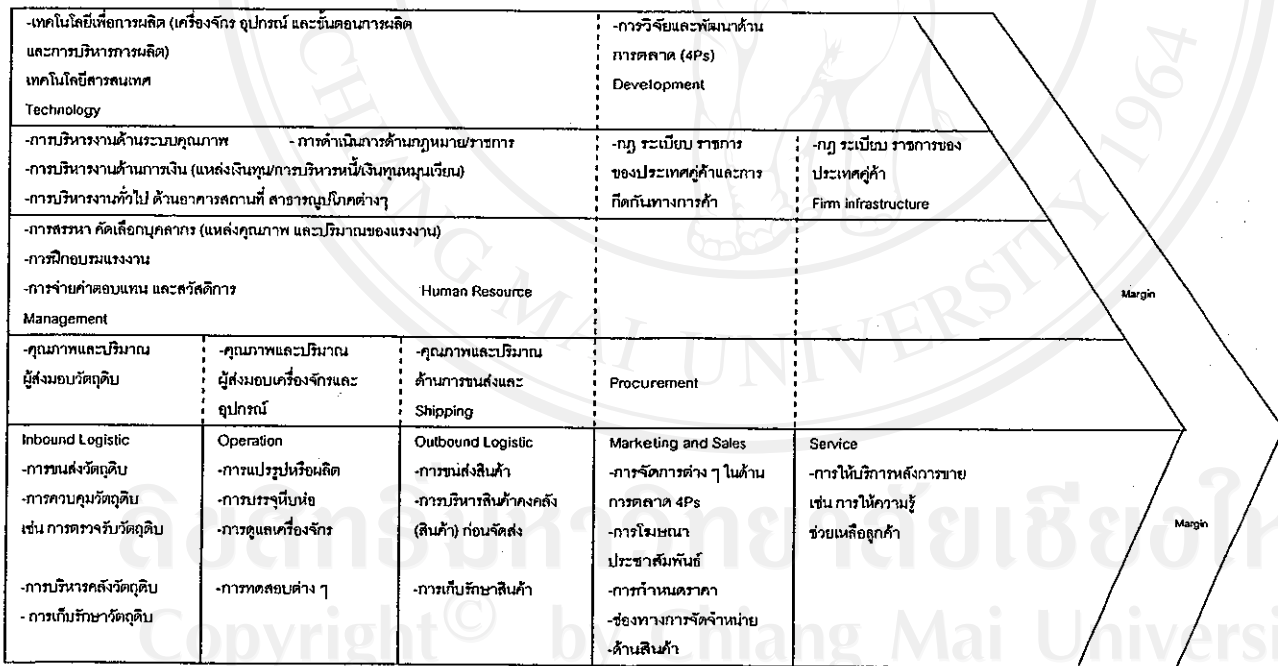 -เทคโนโลยีเพื่อการผลิต (เครื่องจักร อุปกรณ์ และขั้นตอนการผลิต
และการบริหารการผลิต)
เทคโนโลยีสารสนเทศ
Technology
-การวิจัยและพัฒนาด้าน
การตลาด (4Ps)
Development
-การบริหารงานด้านระบบคุณภาพ - การดำเนินการด้านกฎหมาย/ราชการ
-การบริหารงานด้านการเงิน (แหล่งเงินทุน/การบริหารหนี้/เงินทุนหมุนเวียน)
-การบริหารงานทั่วไป ด้านอาคารสถานที่ สาธารณูปโภคต่างๆ
-กฎ ระเบียบ ราชการ
ของประเทศคู่ค้าและการ
กีดกันทางการค้า
-กฎ ระเบียบ ราชการของ
ประเทศคู่ค้า
Firm infrastructure
-การสรรหา คัดเลือกบุคลากร (แหล่งคุณภาพ และปริมาณของแรงงาน)
-การฝึกอบรมแรงงาน
-การจ่ายค่าตอบแทน และสวัสดิการ Human Resource
Management
Margin
-คุณภาพและปริมาณ
ผู้ส่งมอบวัตถุดิบ
-คุณภาพและปริมาณ
ผู้ส่งมอบเครื่องจักรและ
อุปกรณ์
-คุณภาพและปริมาณ
ด้านการขนส่งและ
Shipping
Procurement
Inbound Logistic
-การขนส่งวัตถุดิบ
-การควบคุมวัตถุดิบ
เช่น การตรวจรับวัตถุดิบ
-การบริหารคลังวัตถุดิบ
- การเก็บรักษาวัตถุดิบ
Operation
-การแปรรูปหรือผลิต
-การบรรจุหีบห่อ
-การดูแลเครื่องจักร
-การทดสอบต่าง ๆ
Outbound Logistic
-การขนส่งสินค้า
-การบริหารสินค้าคงคลัง
(สินค้า) ก่อนจัดส่ง
-การเก็บรักษาสินค้า
Marketing and Sales
-การจัดการต่าง ๆ ในด้าน
การตลาด 4Ps
-การโฆษณา
ประชาสัมพันธ์
-การกำหนดราคา
-ช่องทางการจัดจำหน่าย
-ด้านสินค้า
Service
-การให้บริการหลังการขาย
เช่น การให้ความรู้
ช่วยเหลือลูกค้า
Margin
CHIANG MAI UNIVERSITY 1964
Copyright © by Chiang Mai Universi